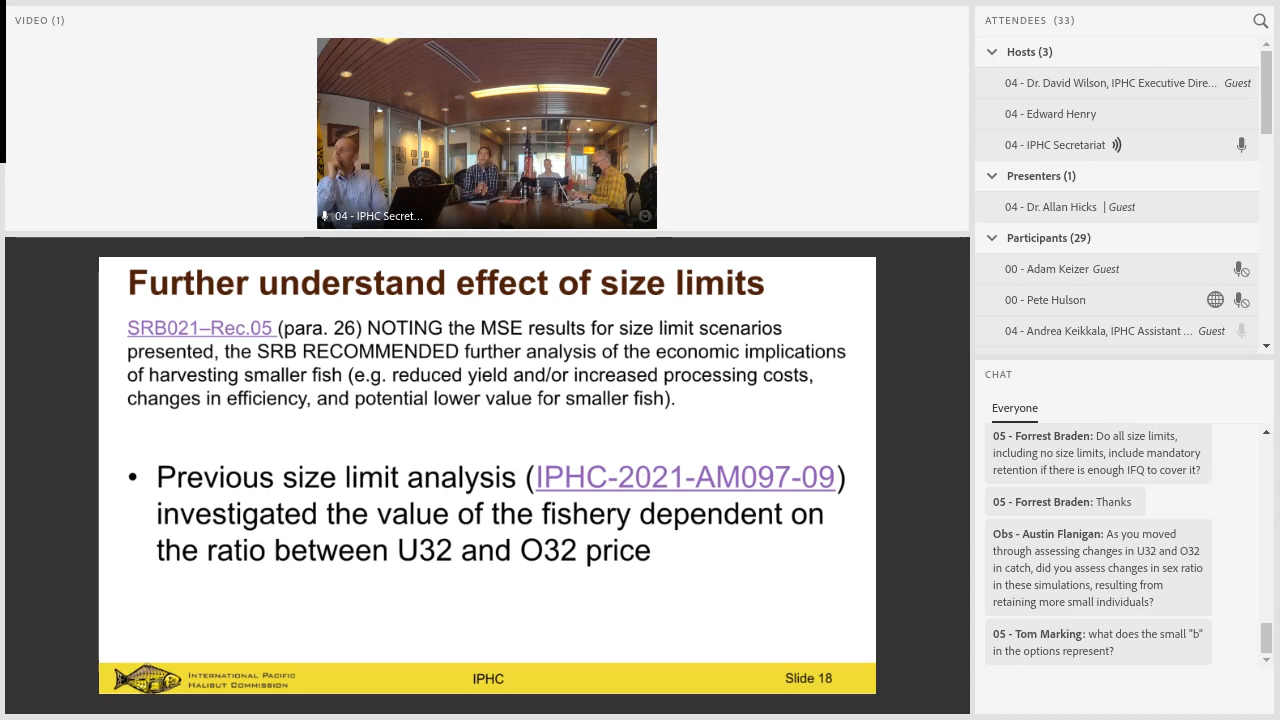 VIDEO (1)
04 - IPHC Secret...
Further understand effect of size limits
SRB021–Rec.05 (para. 26) NOTING the MSE results for size limit scenarios
presented, the SRB RECOMMENDED further analysis of the economic implications
of harvesting smaller fish (e.g. reduced yield and/or increased processing costs,
changes in efficiency, and potential lower value for smaller fish).
• Previous size limit analysis (IPHC-2021-AM097-09)
investigated the value of the fishery dependent on
the ratio between U32 and O32 price
INTERNATIONAL PACIFIC
HALIBUT COMMISSION
IPHC
Slide 18
ATTENDEES (33)
Hosts (3)
04 - Dr. David Wilson, IPHC Executive Dire... Guest
04 - Edward Henry
04 - IPHC Secretariat
Presenters (1)
04 - Dr. Allan Hicks | Guest
Participants (29)
00 - Adam Keizer Guest
00 - Pete Hulson
04 - Andrea Keikkala, IPHC Assistant ... Guest
CHAT
Everyone
05 - Forrest Braden: Do all size limits,
including no size limits, include mandatory
retention if there is enough IFQ to cover it?
05 - Forrest Braden: Thanks
Obs - Austin Flanigan: As you moved
through assessing changes in U32 and O32
in catch, did you assess changes in sex ratio
in these simulations, resulting from
retaining more small individuals?
05 - Tom Marking: what does the small "b"
in the options represent?